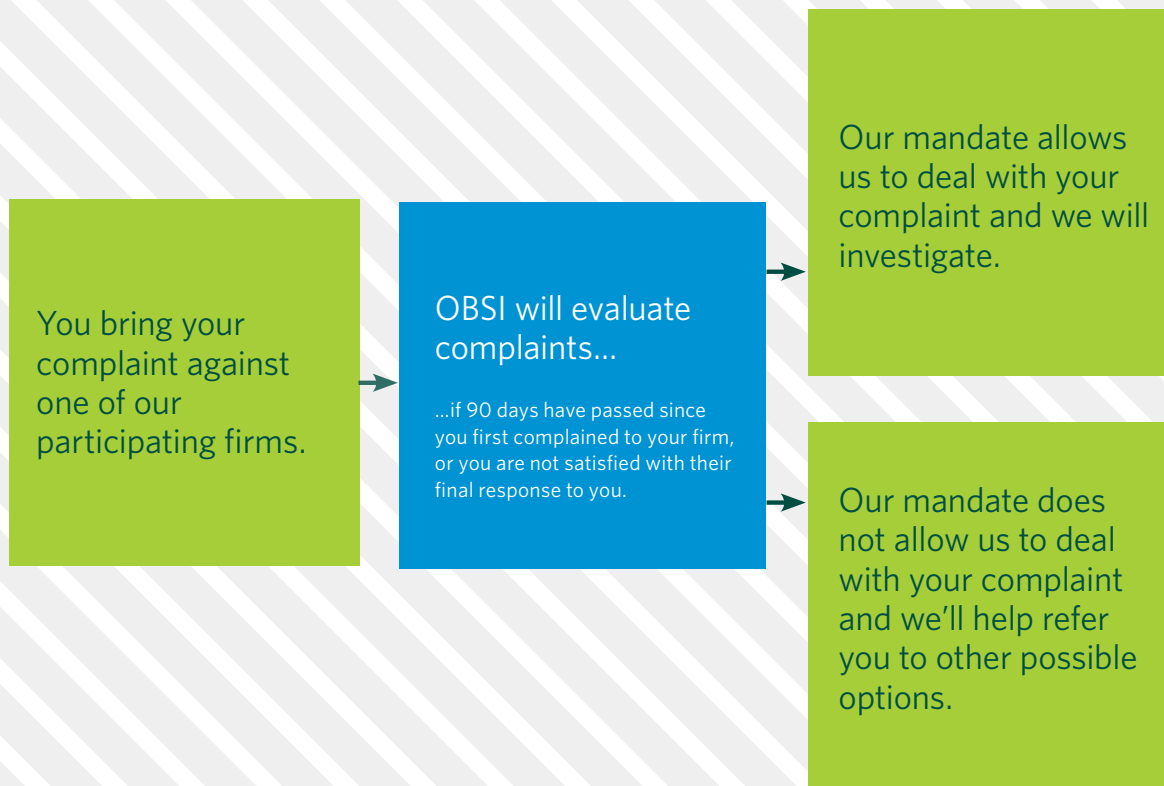 You bring your
complaint against
one of our
participating firms.
OBSI will evaluate
complaints...
...if 90 days have passed since
you first complained to your firm,
or you are not satisfied with their
final response to you.
Our mandate allows
us to deal with your
complaint and we will
investigate.
Our mandate does
not allow us to deal
with your complaint
and we’ll help refer
you to other possible
options.